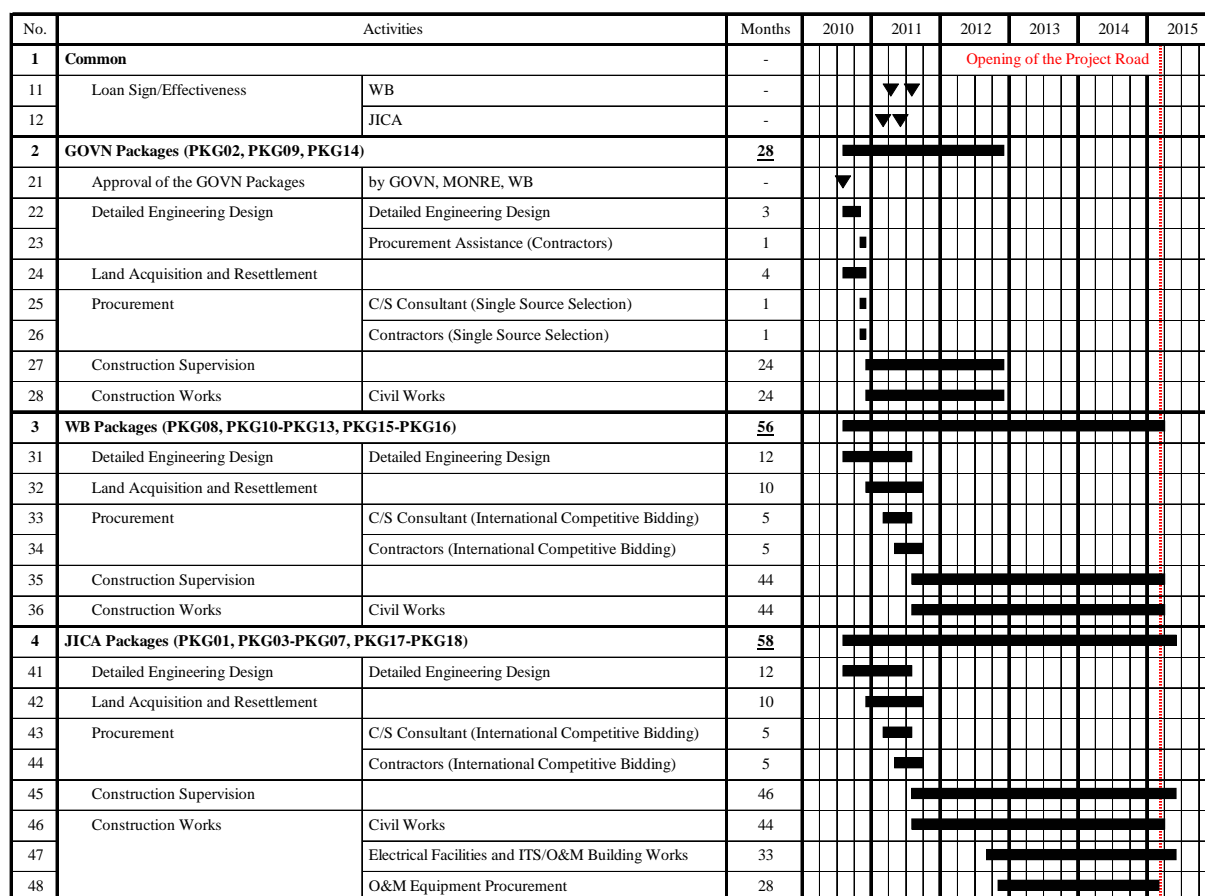 No. Activities Months 2010 2011 2012 2013 2014 2015
1 Common - Opening of the Project Road
11 Loan Sign/Effectiveness WB -
12 JICA -
2 GOVN Packages (PKG02, PKG09, PKG14) 28
21 Approval of the GOVN Packages by GOVN, MONRE, WB -
22 Detailed Engineering Design Detailed Engineering Design 3
23 Procurement Assistance (Contractors) 1
24 Land Acquisition and Resettlement 4
25 Procurement C/S Consultant (Single Source Selection) 1
26 Contractors (Single Source Selection) 1
27 Construction Supervision 24
28 Construction Works Civil Works 24
3 WB Packages (PKG08, PKG10-PKG13, PKG15-PKG16) 56
31 Detailed Engineering Design Detailed Engineering Design 12
32 Land Acquisition and Resettlement 10
33 Procurement C/S Consultant (International Competitive Bidding) 5
34 Contractors (International Competitive Bidding) 5
35 Construction Supervision 44
36 Construction Works Civil Works 44
4 JICA Packages (PKG01, PKG03-PKG07, PKG17-PKG18) 58
41 Detailed Engineering Design Detailed Engineering Design 12
42 Land Acquisition and Resettlement 10
43 Procurement C/S Consultant (International Competitive Bidding) 5
44 Contractors (International Competitive Bidding) 5
45 Construction Supervision 46
46 Construction Works Civil Works 44
47 Electrical Facilities and ITS/O&M Building Works 33
48 O&M Equipment Procurement 28